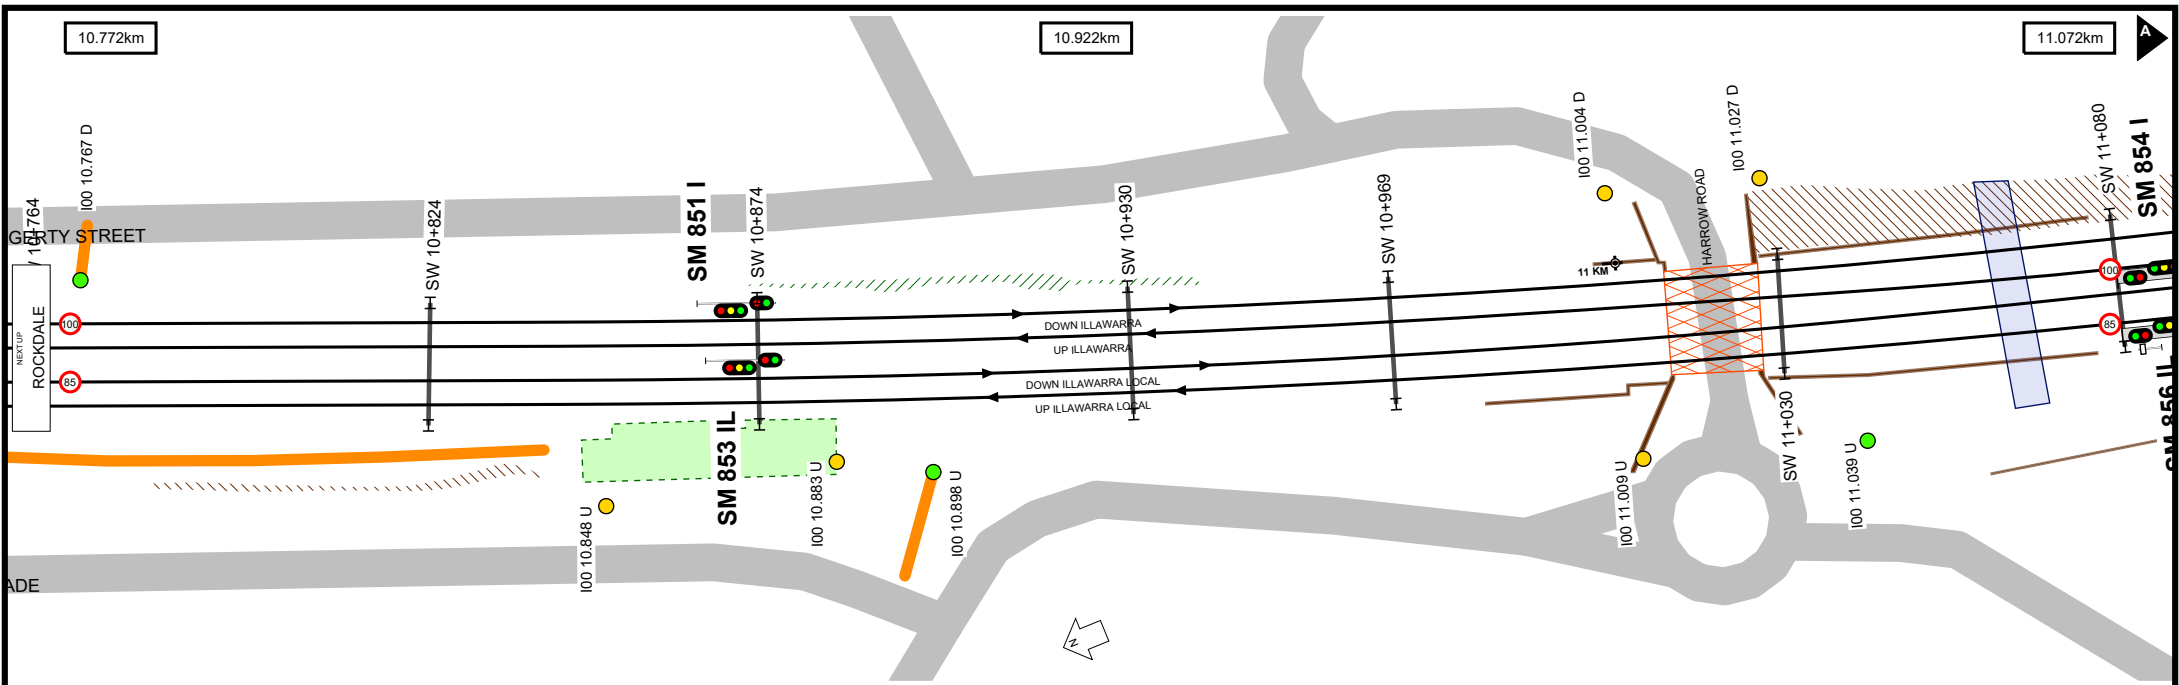 10.772km
10.922km
11.072km
A
I00 10.767 D
GERTY STREET
SW 10+824
SM 851 I
SW 10+874
SW 10+930
SW 10+969
I00 11.004 D
HARROW ROAD
I00 11.027 D
SW 11+080
SM 854 I
11 KM
NEXT UP
ROCKDALE
100
85
DOWN ILLAWARRA
UP ILLAWARRA
DOWN ILLAWARRA LOCAL
UP ILLAWARRA LOCAL
100
85
SM 853 IL
I00 10.848 U
I00 10.883 U
I00 10.898 U
I00 11.009 U
SW 11+030
I00 11.039 U
SM 856 IL
ADE
N